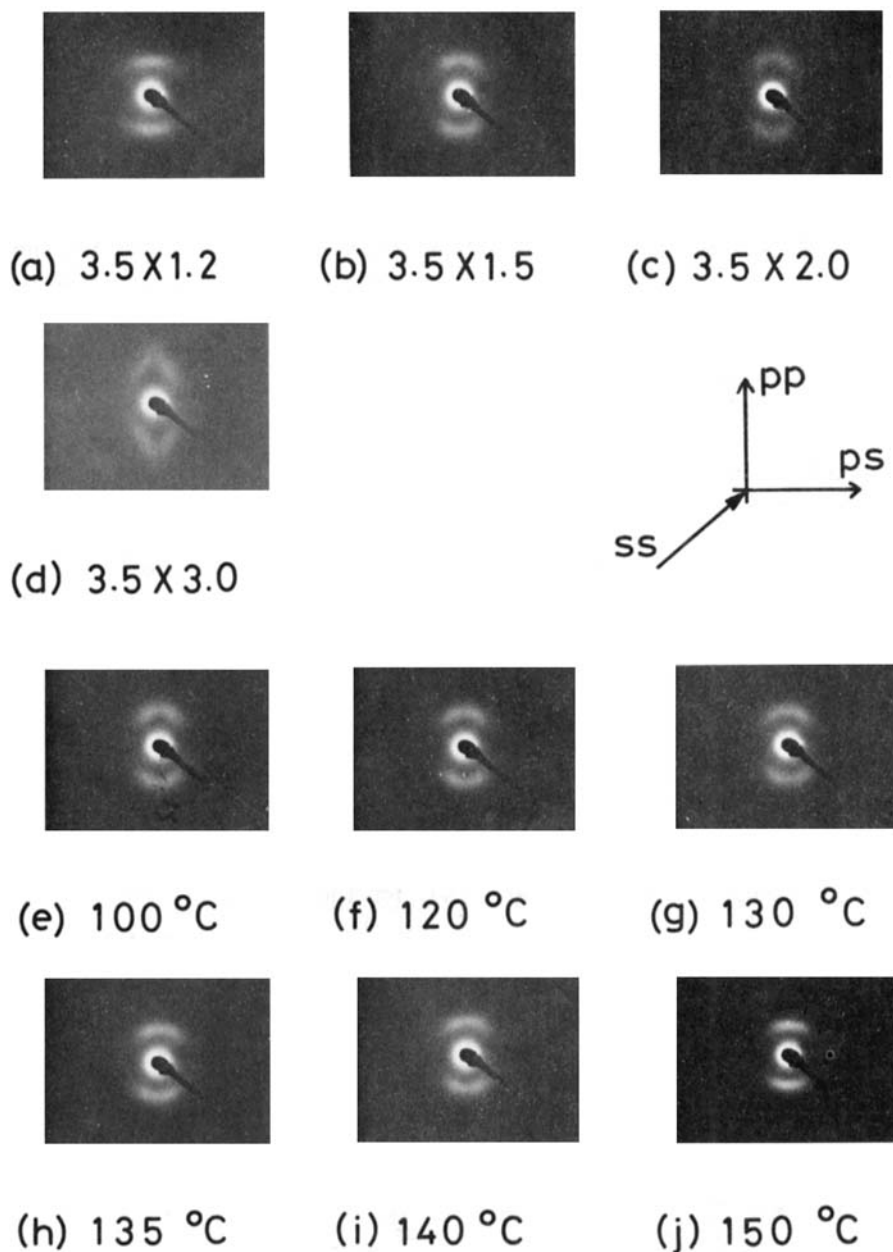 (a) 3.5 X 1.2
(b) 3.5 X 1.5
(c) 3.5 X 2.0
(d) 3.5 X 3.0
pp
ps
ss
(e) 100 °C
(f) 120 °C
(g) 130 °C
(h) 135 °C
(i) 140 °C
(j) 150 °C